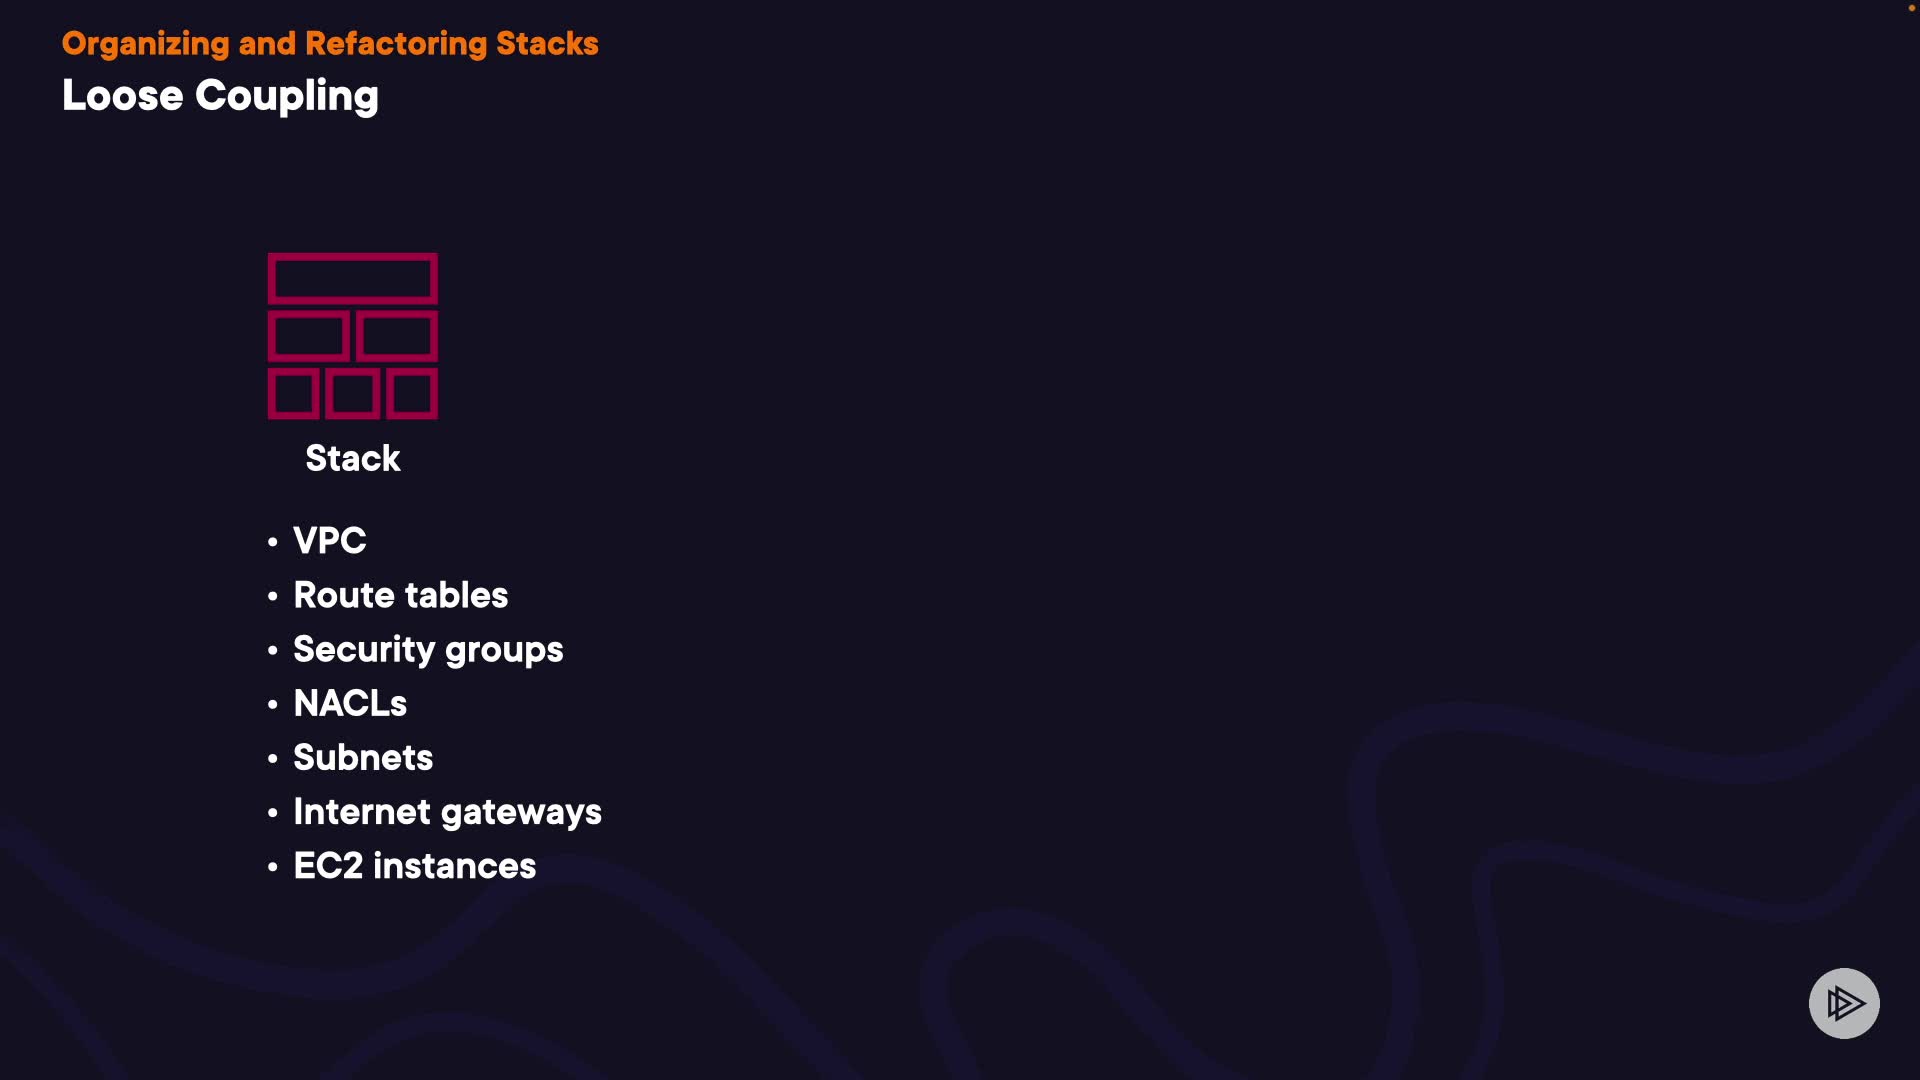 Organizing and Refactoring Stacks
Loose Coupling
Stack
• VPC
• Route tables
• Security groups
• NACLs
• Subnets
• Internet gateways
• EC2 instances